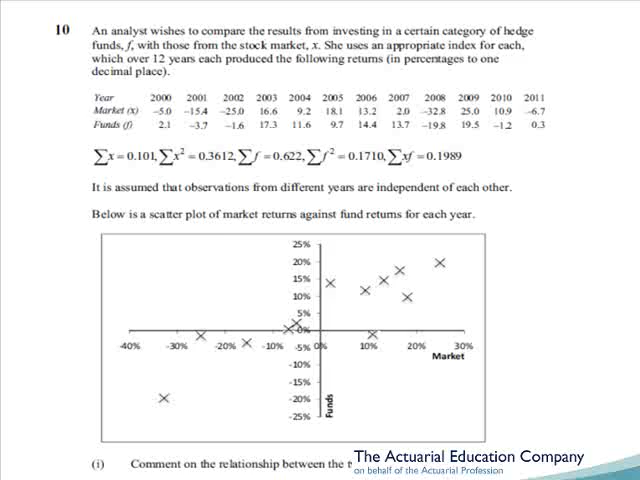 10 An analyst wishes to compare the results from investing in a certain category of hedge
funds, f, with those from the stock market, x. She uses an appropriate index for each,
which over 12 years each produced the following returns (in percentages to one
decimal place).
Year 2000 2001 2002 2003 2004 2005 2006 2007 2008 2009 2010 2011
Market (x) −5.0 −15.4 −25.0 16.6 9.2 18.1 13.2 2.0 −32.8 25.0 10.9 −6.7
Funds (f) 2.1 −3.7 −1.6 17.3 11.6 9.7 14.4 13.7 −19.8 19.5 −1.2 0.3
∑x = 0.101, ∑x² = 0.3612, ∑f = 0.622, ∑f² = 0.1710, ∑xf = 0.1989
It is assumed that observations from different years are independent of each other.
Below is a scatter plot of market returns against fund returns for each year.
25%
20%
15%
10%
5%
0%
-40% -30% -20% -10% -5% 0% 10% 20% 30%
Market
-10%
-15%
-20%
-25%
Funds
(i) Comment on the relationship between the
The Actuarial Education Company
on behalf of the Actuarial Profession